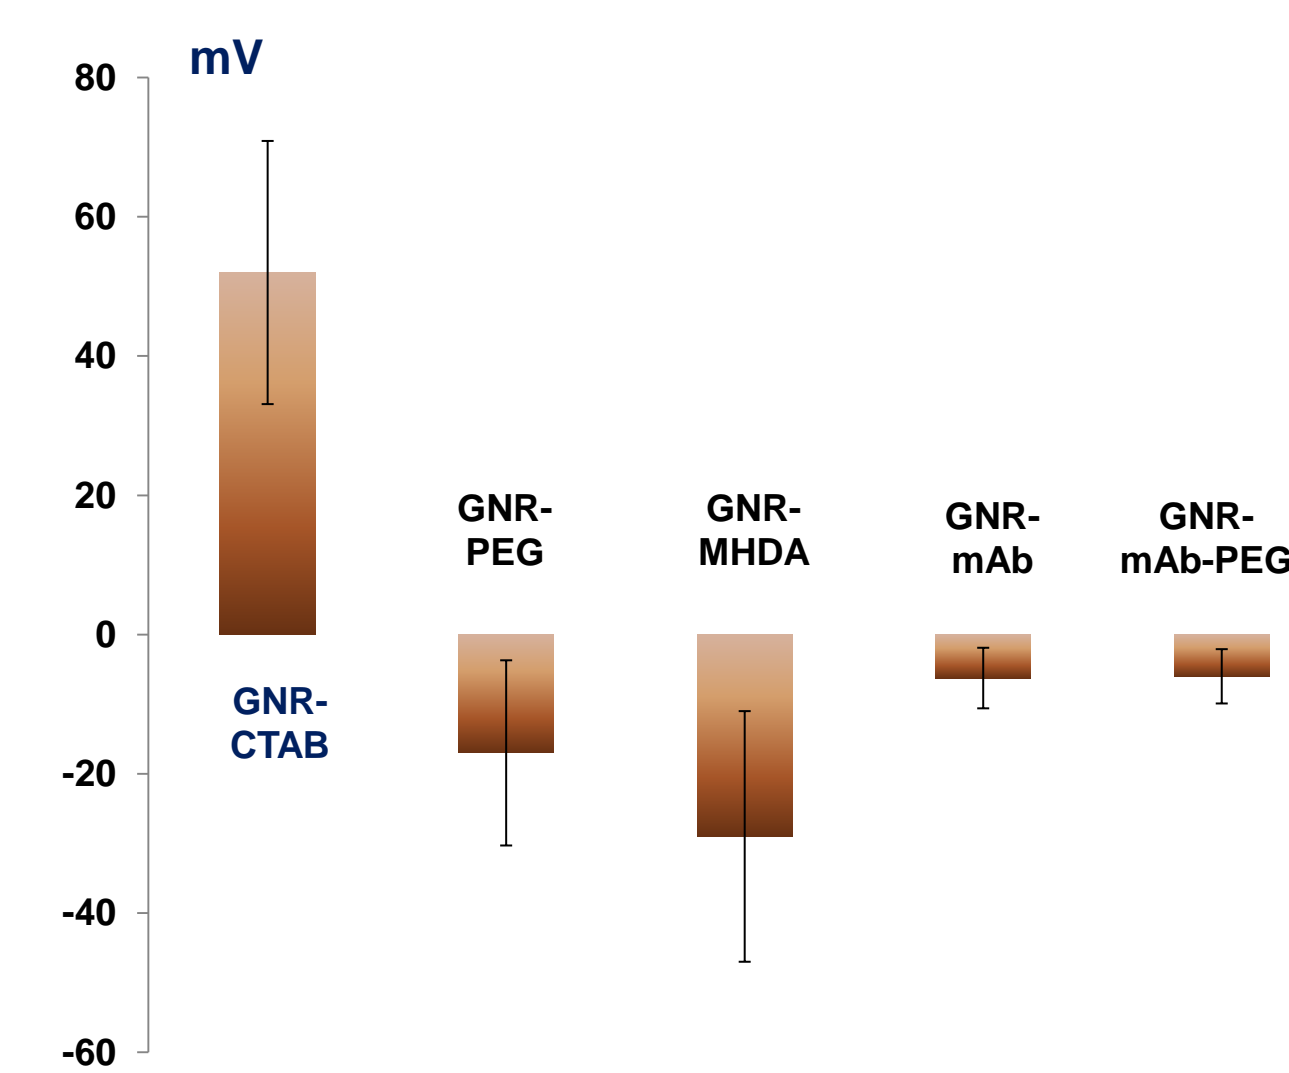 mV
80
60
40
20
0
-20
-40
-60
GNR-
CTAB
GNR-
PEG
GNR-
MHDA
GNR-
mAb
GNR-
mAb-PEG